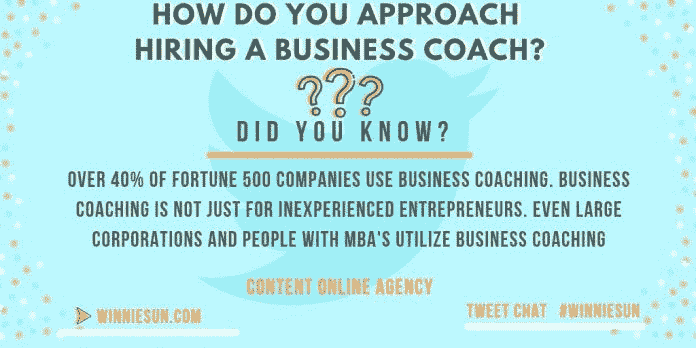 HOW DO YOU APPROACH
HIRING A BUSINESS COACH?
???
DID YOU KNOW?
OVER 40% OF FORTUNE 500 COMPANIES USE BUSINESS COACHING. BUSINESS
COACHING IS NOT JUST FOR INEXPERIENCED ENTREPRENEURS. EVEN LARGE
CORPORATIONS AND PEOPLE WITH MBA'S UTILIZE BUSINESS COACHING
CONTENT ONLINE AGENCY
WINNIESUN.COM
TWEET CHAT #WINNIESUN